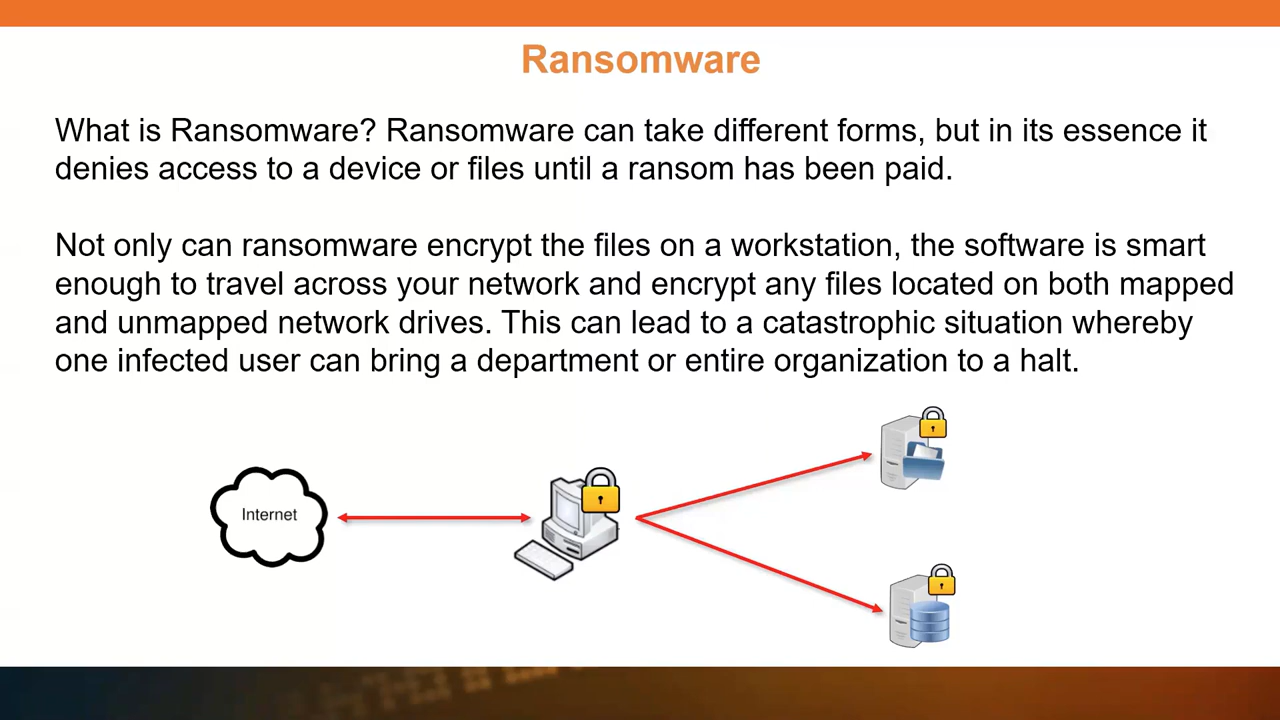 Ransomware
What is Ransomware? Ransomware can take different forms, but in its essence it
denies access to a device or files until a ransom has been paid.
Not only can ransomware encrypt the files on a workstation, the software is smart
enough to travel across your network and encrypt any files located on both mapped
and unmapped network drives. This can lead to a catastrophic situation whereby
one infected user can bring a department or entire organization to a halt.
Internet